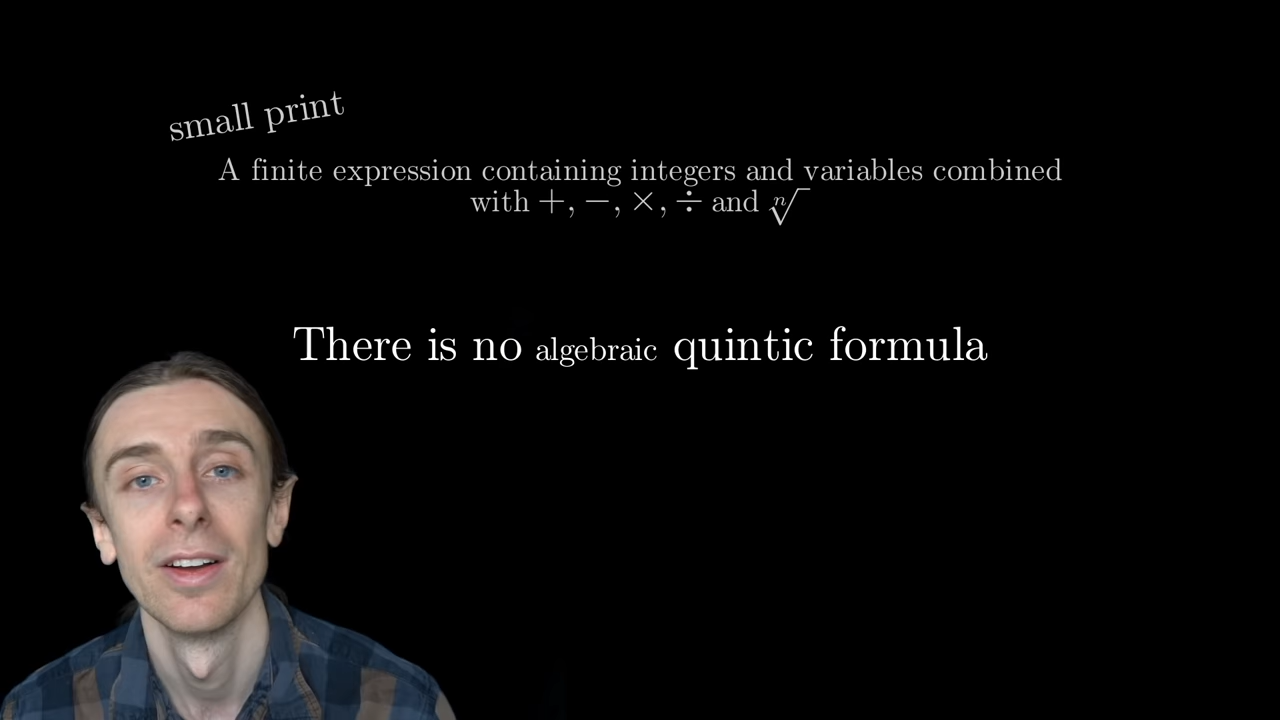 small print
A finite expression containing integers and variables combined
with +, −, ×, ÷ and ⁿ√
There is no algebraic quintic formula